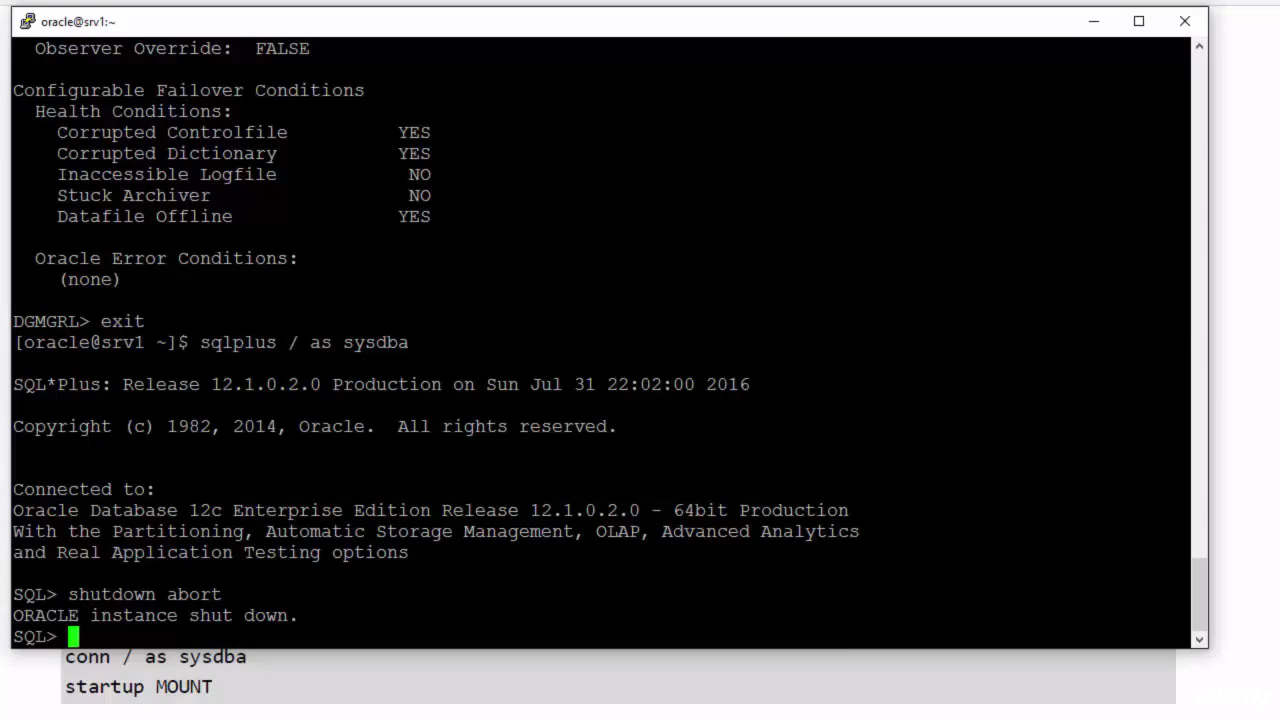 oracle@srv1:~
Observer Override:  FALSE
Configurable Failover Conditions
Health Conditions:
Corrupted Controlfile          YES
Corrupted Dictionary           YES
Inaccessible Logfile            NO
Stuck Archiver                  NO
Datafile Offline               YES
Oracle Error Conditions:
(none)
DGMGRL> exit
[oracle@srv1 ~]$ sqlplus / as sysdba
SQL*Plus: Release 12.1.0.2.0 Production on Sun Jul 31 22:02:00 2016
Copyright (c) 1982, 2014, Oracle.  All rights reserved.
Connected to:
Oracle Database 12c Enterprise Edition Release 12.1.0.2.0 - 64bit Production
With the Partitioning, Automatic Storage Management, OLAP, Advanced Analytics
and Real Application Testing options
SQL> shutdown abort
ORACLE instance shut down.
SQL>
conn / as sysdba
startup MOUNT